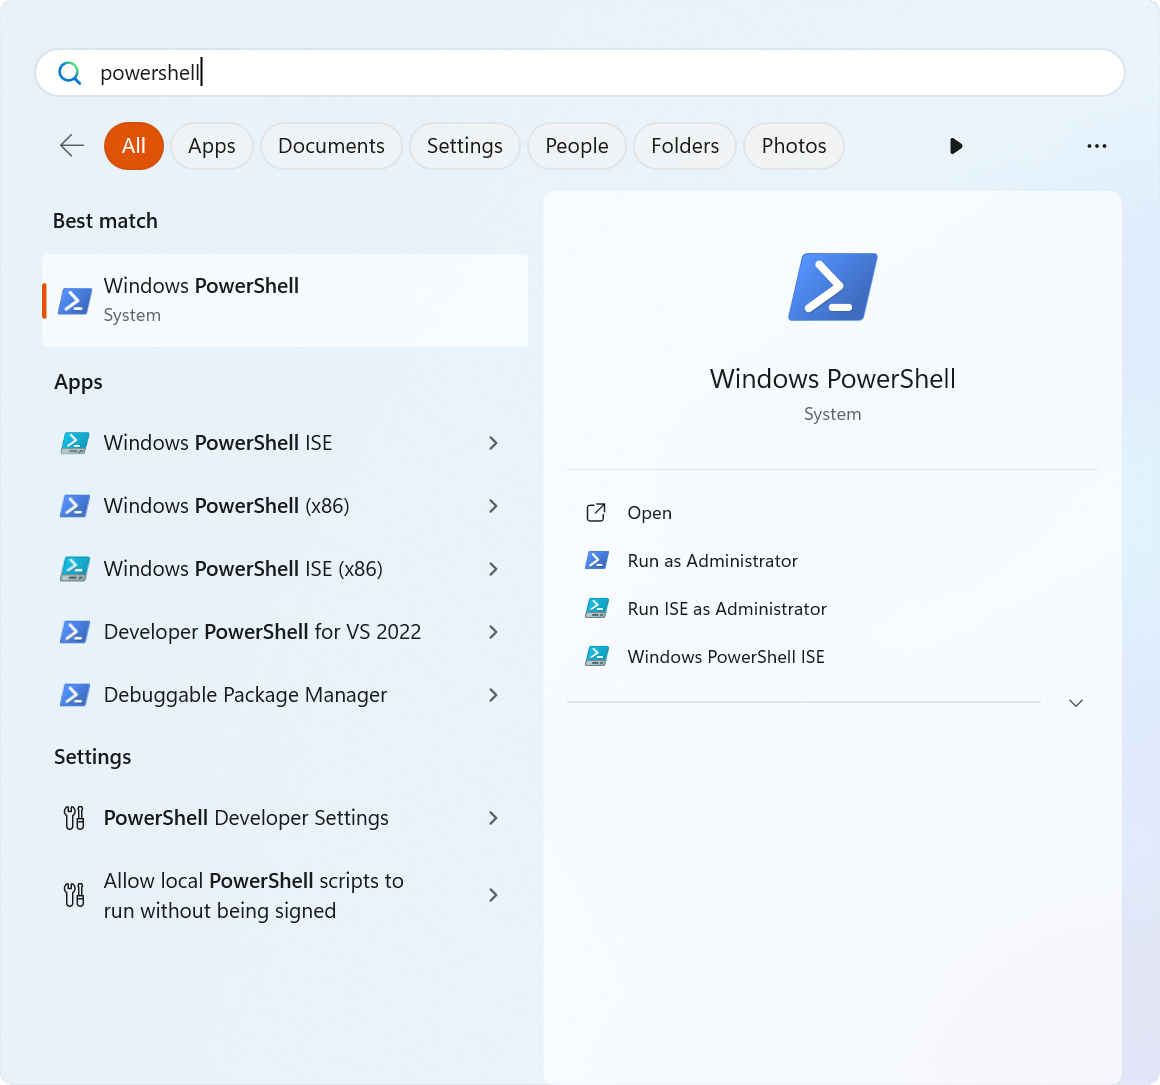 powershell
All
Apps
Documents
Settings
People
Folders
Photos
Best match
Windows PowerShell
System
Apps
Windows PowerShell ISE
Windows PowerShell (x86)
Windows PowerShell ISE (x86)
Developer PowerShell for VS 2022
Debuggable Package Manager
Settings
PowerShell Developer Settings
Allow local PowerShell scripts to
run without being signed
Windows PowerShell
System
Open
Run as Administrator
Run ISE as Administrator
Windows PowerShell ISE